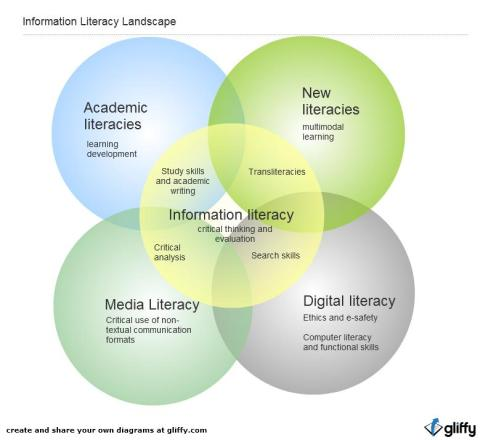 Information Literacy Landscape
Academic
literacies
learning
development
New
literacies
multimodal
learning
Study skills
and academic
writing
Transliteracies
Information literacy
critical thinking and
evaluation
Critical
analysis
Search skills
Media Literacy
Critical use of non-
textual communication
formats
Digital literacy
Ethics and e-safety
Computer literacy
and functional skills
create and share your own diagrams at gliffy.com
gliffy